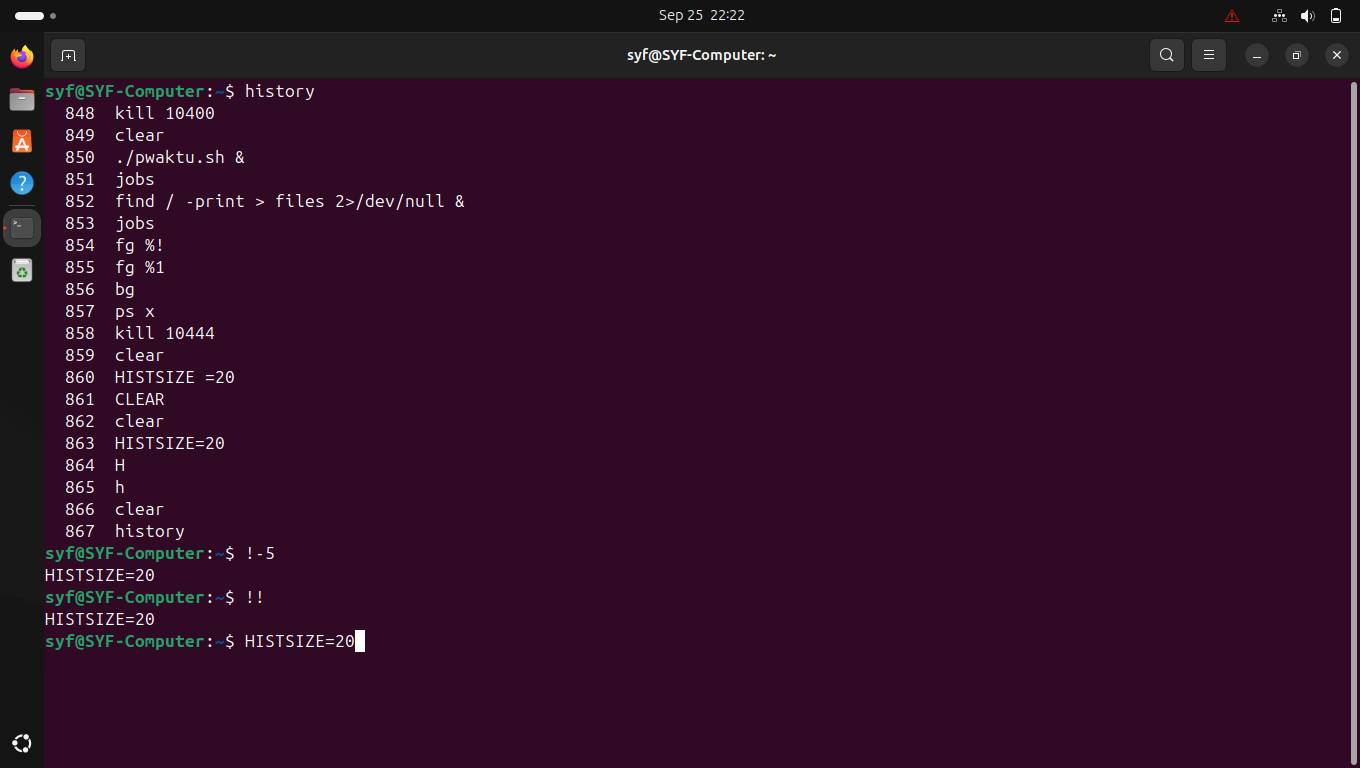 Sep 25  22:22
syf@SYF-Computer: ~
syf@SYF-Computer:~$ history
  848  kill 10400
  849  clear
  850  ./pwaktu.sh &
  851  jobs
  852  find / -print > files 2>/dev/null &
  853  jobs
  854  fg %!
  855  fg %1
  856  bg
  857  ps x
  858  kill 10444
  859  clear
  860  HISTSIZE =20
  861  CLEAR
  862  clear
  863  HISTSIZE=20
  864  H
  865  h
  866  clear
  867  history
syf@SYF-Computer:~$ !-5
HISTSIZE=20
syf@SYF-Computer:~$ !!
HISTSIZE=20
syf@SYF-Computer:~$ HISTSIZE=20